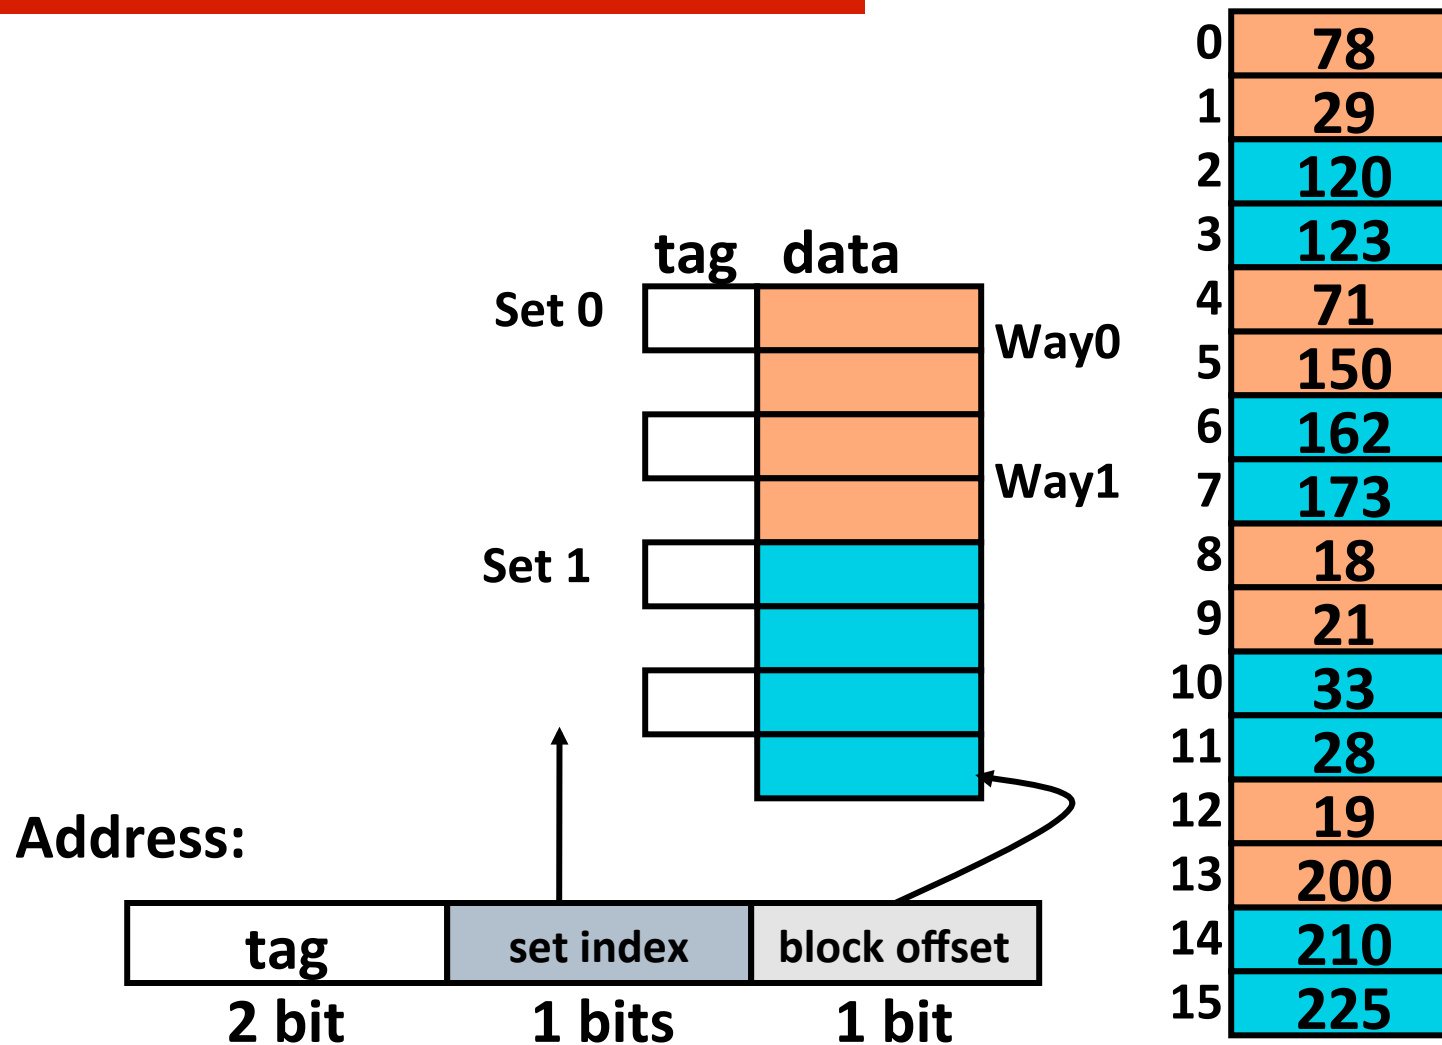 0 78
1 29
2 120
3 123
tag data
Set 0
4 71
Way0
5 150
6 162
Way1
7 173
Set 1
8 18
9 21
10 33
11 28
Address:
12 19
13 200
tag set index block offset
14 210
2 bit 1 bits 1 bit
15 225